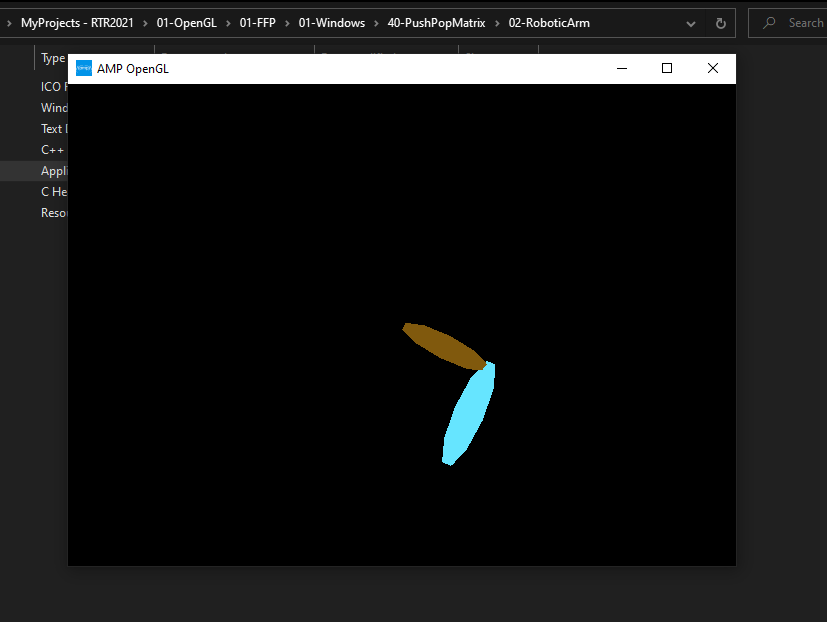 MyProjects - RTR2021 > 01-OpenGL > 01-FFP > 01-Windows > 40-PushPopMatrix > 02-RoboticArm
Search
Type
AMP OpenGL
ICO
Wind
Text
C++
Appli
C He
Resou